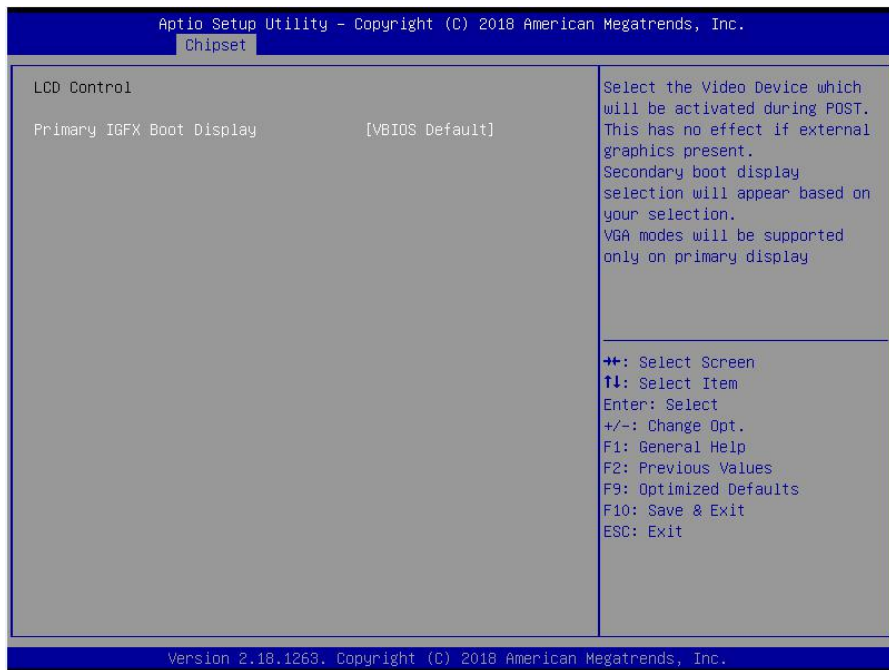 Aptio Setup Utility – Copyright (C) 2018 American Megatrends, Inc.
Chipset
LCD Control
Primary IGFX Boot Display [VBIOS Default]
Select the Video Device which
will be activated during POST.
This has no effect if external
graphics present.
Secondary boot display
selection will appear based on
your selection.
VGA modes will be supported
only on primary display
→←: Select Screen
↑↓: Select Item
Enter: Select
+/-: Change Opt.
F1: General Help
F2: Previous Values
F9: Optimized Defaults
F10: Save & Exit
ESC: Exit
Version 2.18.1263. Copyright (C) 2018 American Megatrends, Inc.